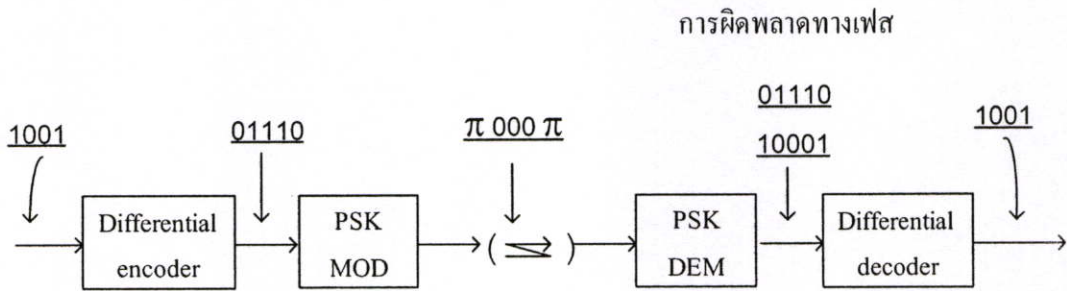 การผิดพลาดทางเฟส
01110
1001
01110
π 000 π
10001
1001
Differential
encoder
PSK
MOD
PSK
DEM
Differential
decoder